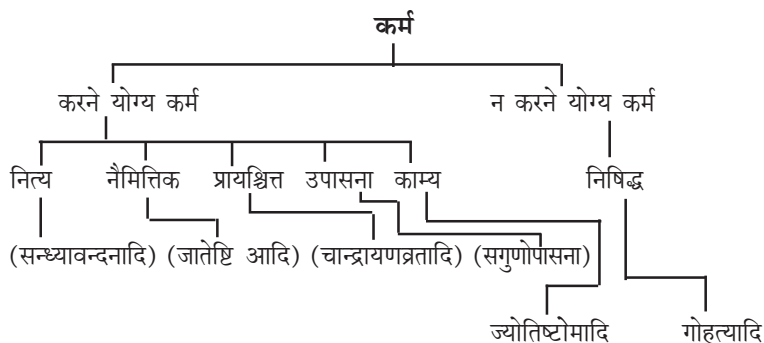 कर्म
करने योग्य कर्म न करने योग्य कर्म
नित्य नैमित्तिक प्रायश्चित्त उपासना काम्य निषिद्ध
(सन्ध्यावन्दनादि) (जातेष्टि आदि) (चान्द्रायणव्रतादि) (सगुणोपासना)
ज्योतिष्टोमादि गोहत्यादि